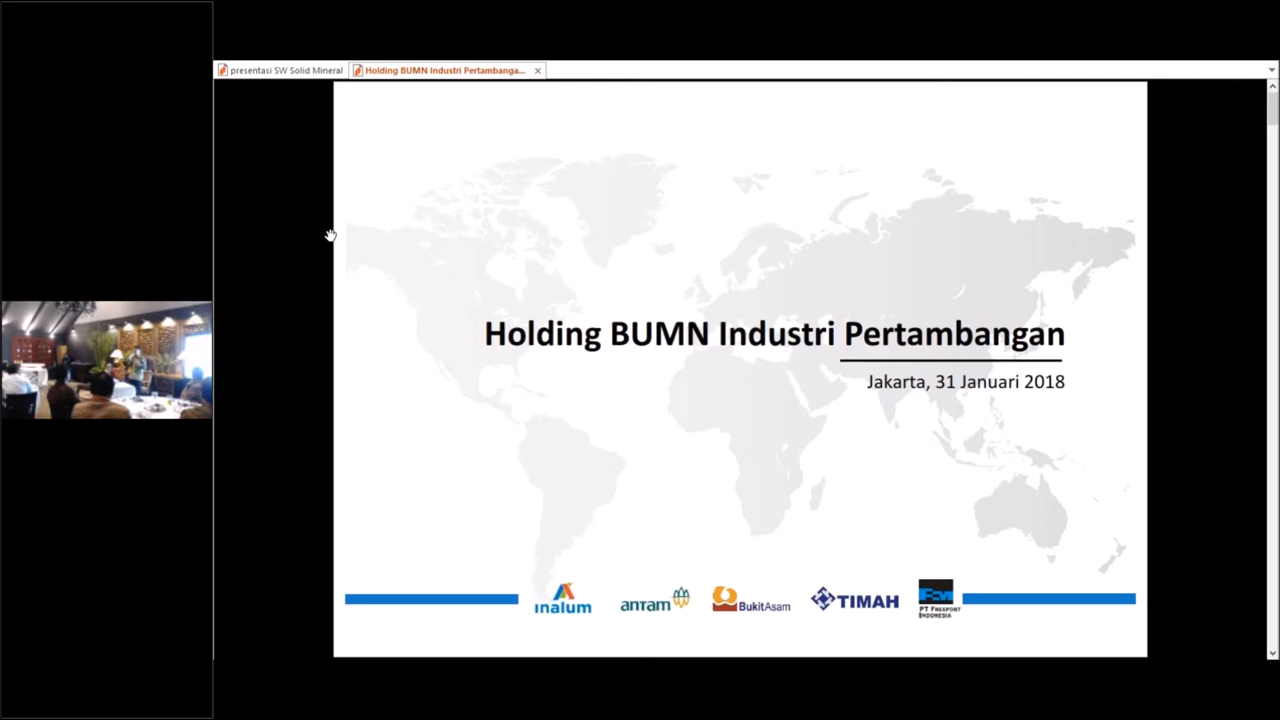 presentasi SW Solid Mineral
Holding BUMN Industri Pertambanga...
Holding BUMN Industri Pertambangan
Jakarta, 31 Januari 2018
inalum
antam
BukitAsam
TIMAH
PT FREEPORT
INDONESIA